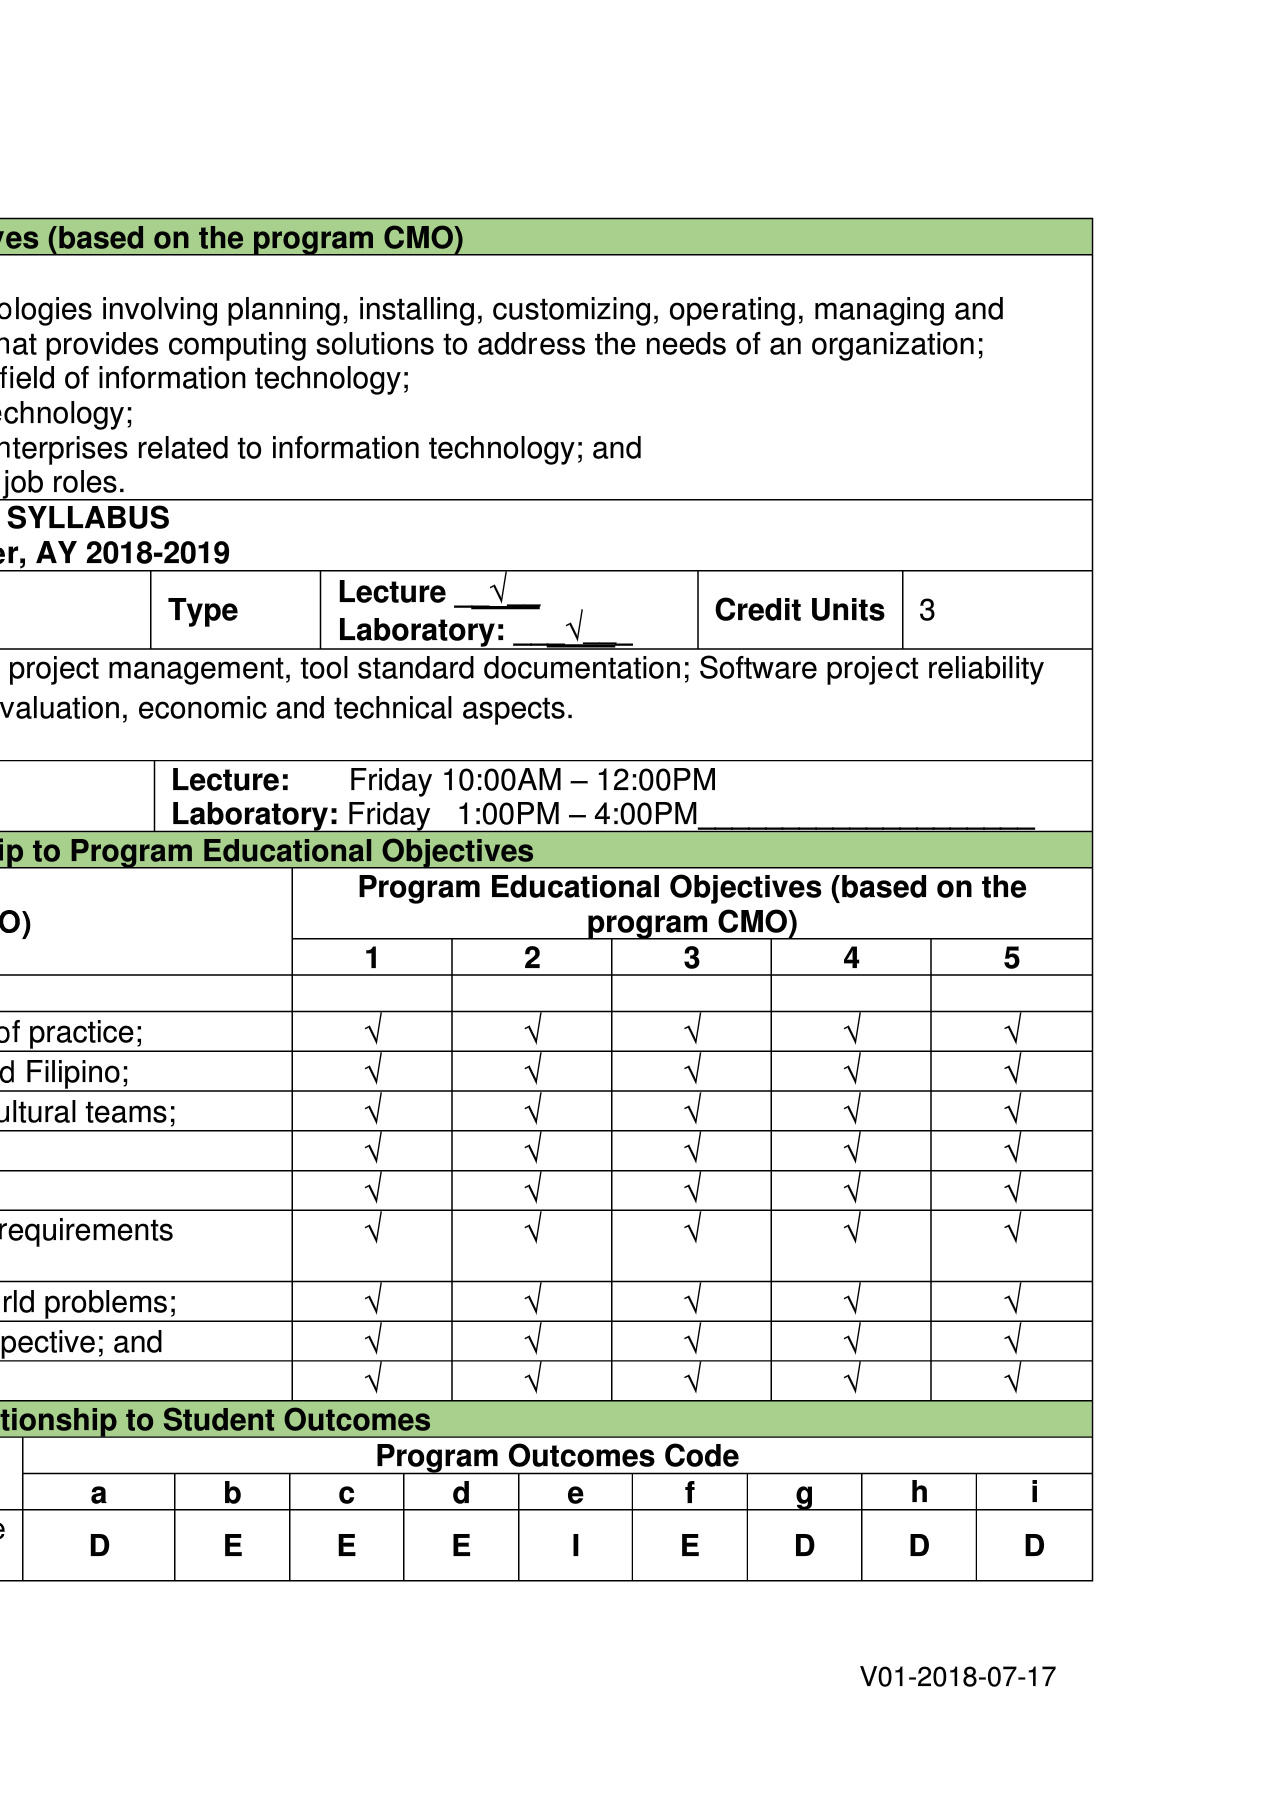 ves (based on the program CMO)
ologies involving planning, installing, customizing, operating, managing and
hat provides computing solutions to address the needs of an organization;
field of information technology;
echnology;
nterprises related to information technology; and
job roles.
SYLLABUS
er, AY 2018-2019
Type
Lecture __√__
Laboratory: ___√___
Credit Units
3
project management, tool standard documentation; Software project reliability
valuation, economic and technical aspects.
Lecture: Friday 10:00AM – 12:00PM
Laboratory: Friday 1:00PM – 4:00PM____________________
ip to Program Educational Objectives
O)
Program Educational Objectives (based on the
program CMO)
1 2 3 4 5
of practice; √ √ √ √ √
d Filipino; √ √ √ √ √
ultural teams; √ √ √ √ √
√ √ √ √ √
√ √ √ √ √
requirements √ √ √ √ √
rld problems; √ √ √ √ √
pective; and √ √ √ √ √
√ √ √ √ √
tionship to Student Outcomes
Program Outcomes Code
a b c d e f g h i
e D E E E I E D D D
V01-2018-07-17